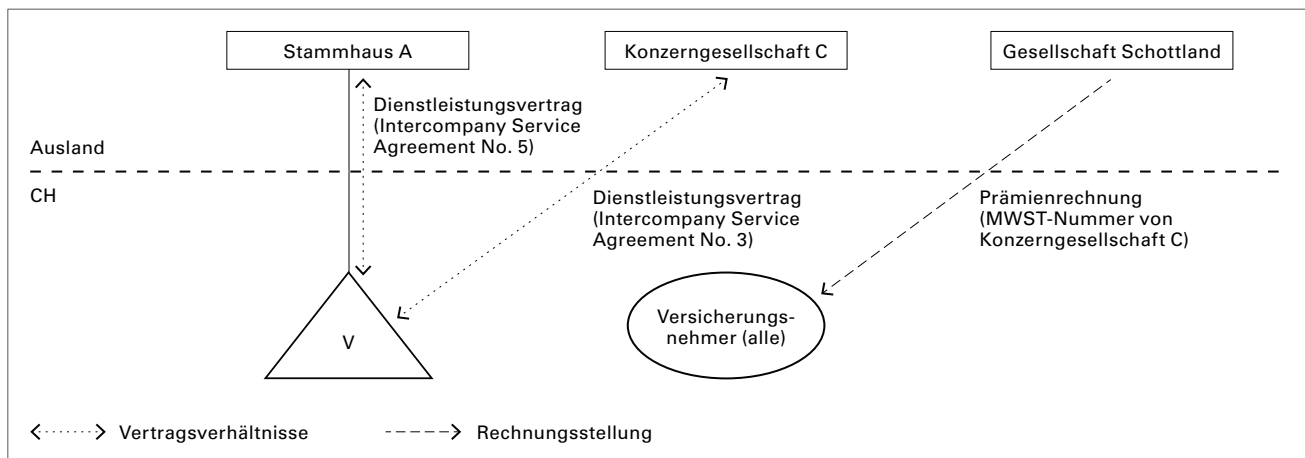 Stammhaus A
Konzerngesellschaft C
Gesellschaft Schottland
Dienstleistungsvertrag
(Intercompany Service
Agreement No. 5)
Ausland
CH
Dienstleistungsvertrag
(Intercompany Service
Agreement No. 3)
Prämienrechnung
(MWST-Nummer von
Konzerngesellschaft C)
V
Versicherungs-
nehmer (alle)
Vertragsverhältnisse
Rechnungsstellung